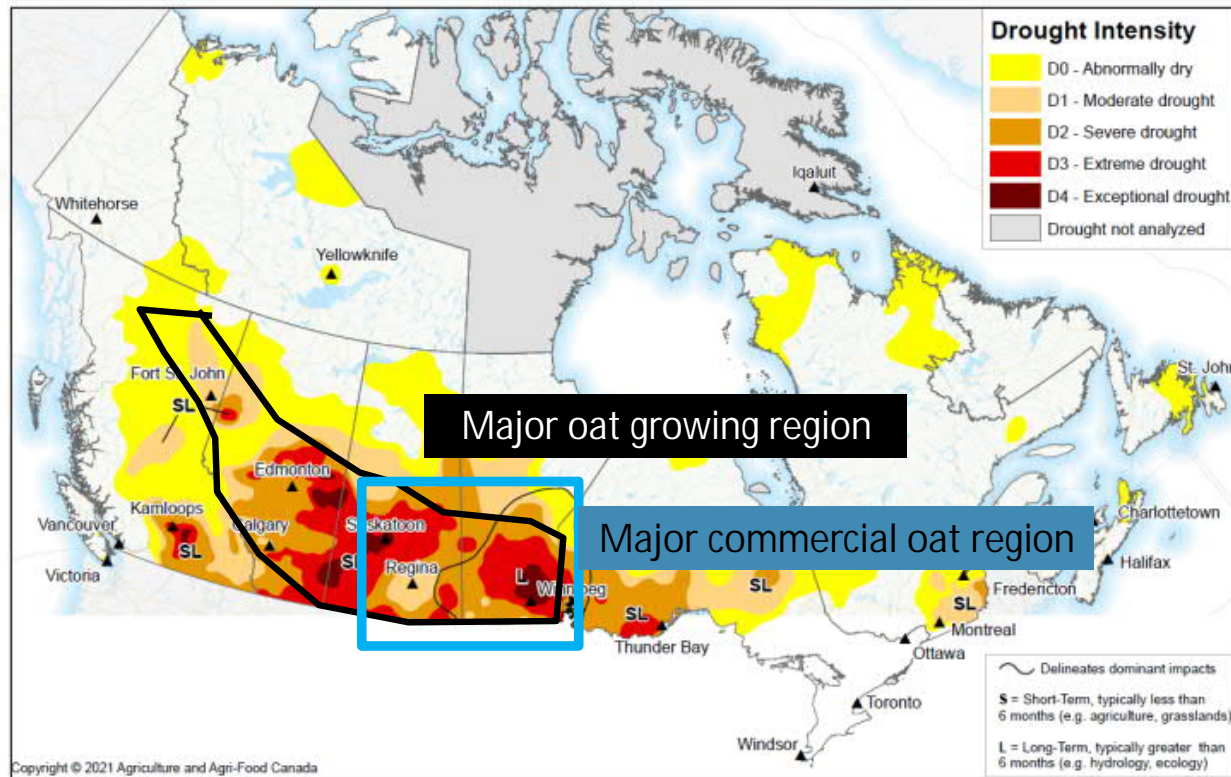 Drought Intensity
D0 - Abnormally dry
D1 - Moderate drought
D2 - Severe drought
D3 - Extreme drought
D4 - Exceptional drought
Drought not analyzed
Iqaluit
Whitehorse
Yellowknife
Fort St. John
SL
St. John
Major oat growing region
Edmonton
Kamloops
Calgary
Saskatoon
Major commercial oat region
Charlottetown
Vancouver
SL
SL
Regina
L
Winnipeg
SL
Halifax
Victoria
SL
SL
SL
Fredericton
Montreal
Thunder Bay
Ottawa
Delineates dominant impacts
S = Short-Term, typically less than
6 months (e.g. agriculture, grasslands)
Toronto
L = Long-Term, typically greater than
6 months (e.g. hydrology, ecology)
Windsor
Copyright © 2021 Agriculture and Agri-Food Canada